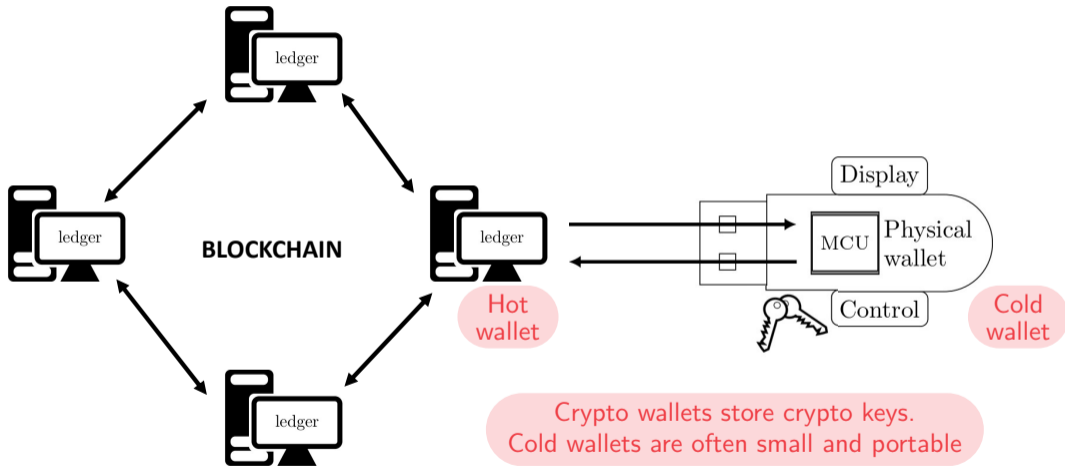 ledger
ledger
BLOCKCHAIN
ledger
ledger
Hot
wallet
Display
MCU
Physical
wallet
Control
Cold
wallet
Crypto wallets store crypto keys.
Cold wallets are often small and portable